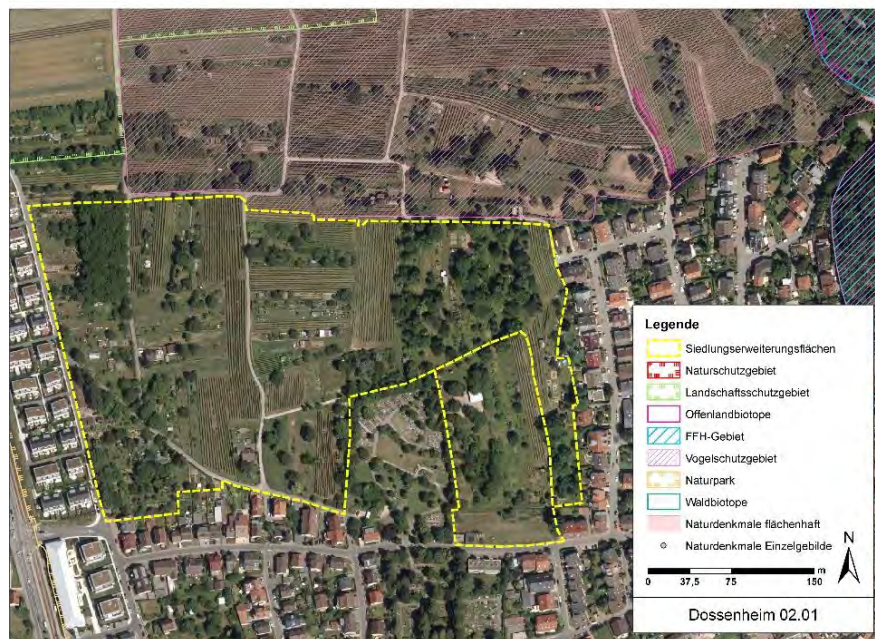 Legende
Siedlungserweiterungsflächen
Naturschutzgebiet
Landschaftsschutzgebiet
Offenlandbiotope
FFH-Gebiet
Vogelschutzgebiet
Naturpark
Waldbiotope
Naturdenkmale flächenhaft
Naturdenkmale Einzelgebilde
N
m
0 37,5 75 150
Dossenheim 02.01